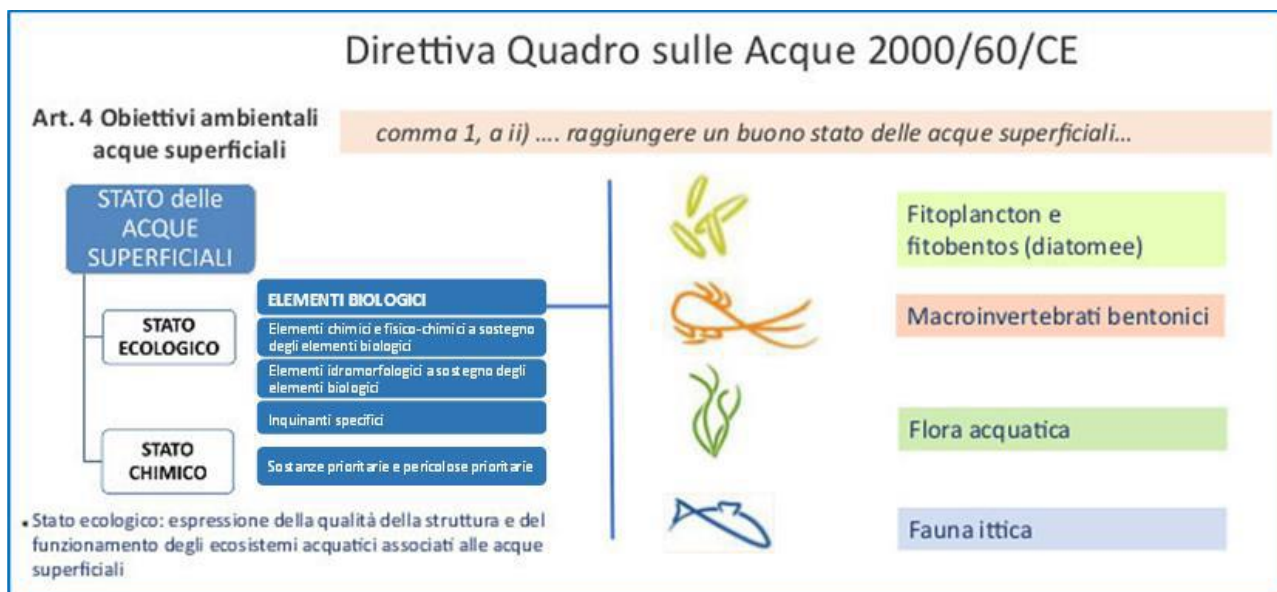 Direttiva Quadro sulle Acque 2000/60/CE
Art. 4 Obiettivi ambientali
acque superficiali
comma 1, a ii) .... raggiungere un buono stato delle acque superficiali...
STATO delle
ACQUE
SUPERFICIALI
STATO
ECOLOGICO
ELEMENTI BIOLOGICI
Elementi chimici e fisico-chimici a sostegno
degli elementi biologici
Elementi idromorfologici a sostegno degli
elementi biologici
Inquinanti specifici
STATO
CHIMICO
Sostanze prioritarie e pericolose prioritarie
• Stato ecologico: espressione della qualità della struttura e del
funzionamento degli ecosistemi acquatici associati alle acque
superficiali
Fitoplancton e
fitobentos (diatomee)
Macroinvertebrati bentonici
Flora acquatica
Fauna ittica